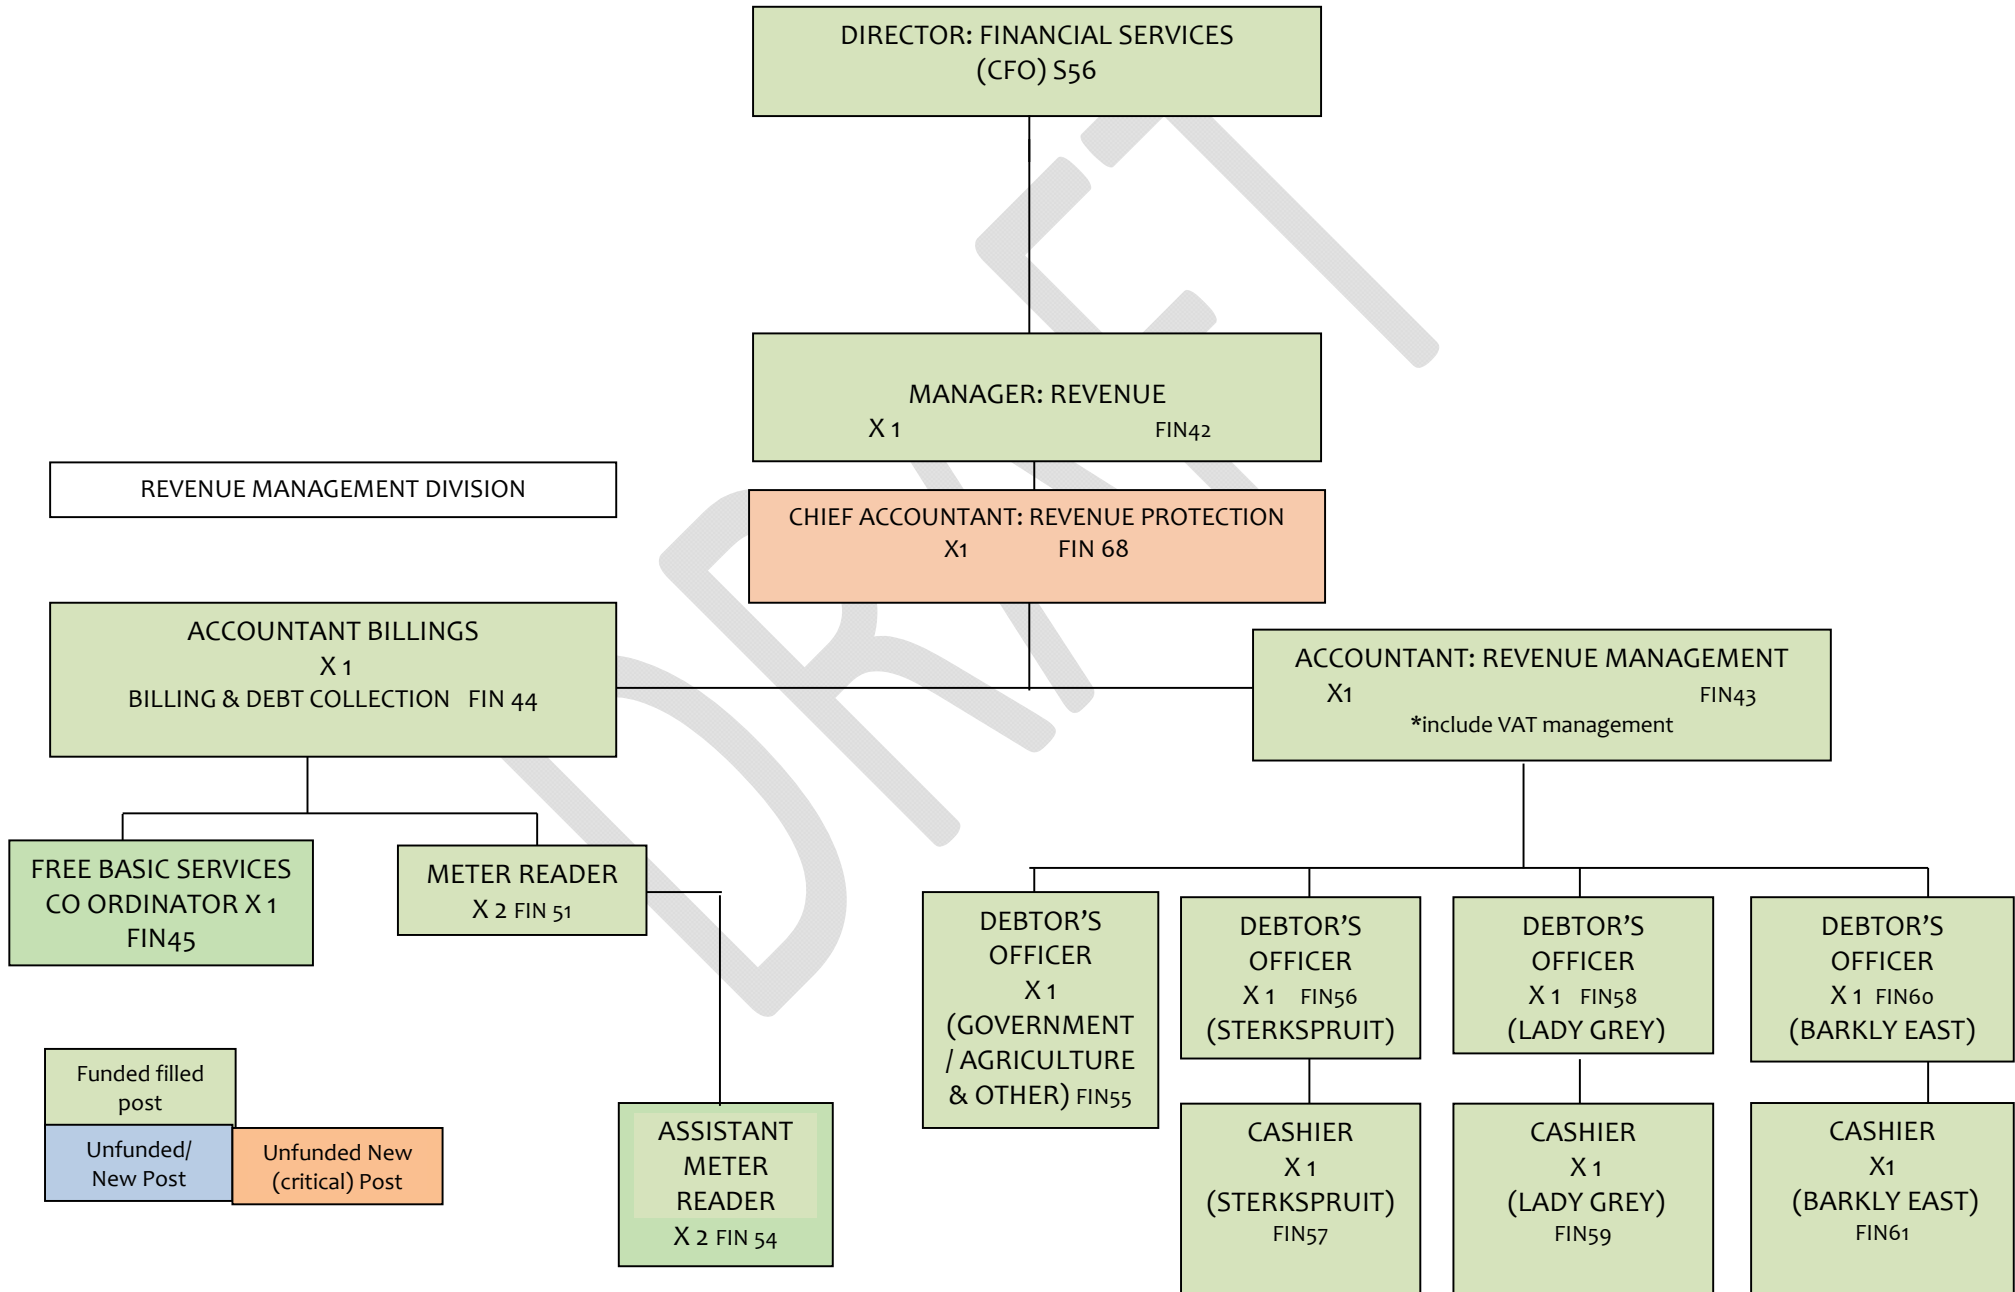 DIRECTOR: FINANCIAL SERVICES
(CFO) S56
MANAGER: REVENUE
X 1 FIN42
REVENUE MANAGEMENT DIVISION
CHIEF ACCOUNTANT: REVENUE PROTECTION
X1 FIN 68
ACCOUNTANT BILLINGS
X 1
BILLING & DEBT COLLECTION FIN 44
ACCOUNTANT: REVENUE MANAGEMENT
X1 FIN43
*include VAT management
FREE BASIC SERVICES
CO ORDINATOR X 1
FIN45
METER READER
X 2 FIN 51
ASSISTANT
METER
READER
X 2 FIN 54
DEBTOR’S
OFFICER
X 1
(GOVERNMENT
/ AGRICULTURE
& OTHER) FIN55
DEBTOR’S
OFFICER
X 1 FIN56
(STERKSPRUIT)
DEBTOR’S
OFFICER
X 1 FIN58
(LADY GREY)
DEBTOR’S
OFFICER
X 1 FIN60
(BARKLY EAST)
CASHIER
X 1
(STERKSPRUIT)
FIN57
CASHIER
X 1
(LADY GREY)
FIN59
CASHIER
X1
(BARKLY EAST)
FIN61
Funded filled
post
Unfunded/
New Post
Unfunded New
(critical) Post
DRAFT